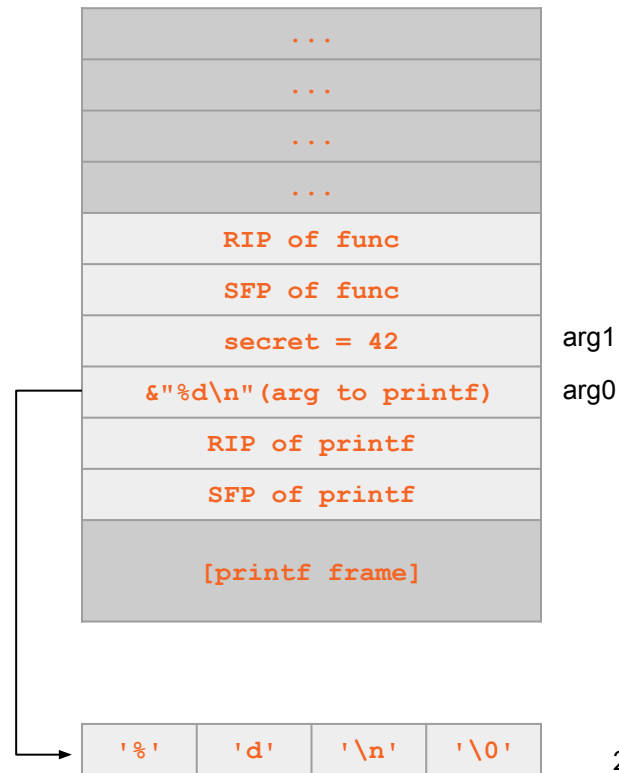 ...
...
...
...
RIP of func
SFP of func
secret = 42 arg1
&"%d\n"(arg to printf) arg0
RIP of printf
SFP of printf
[printf frame]
'%' 'd' '\n' '\0'
2